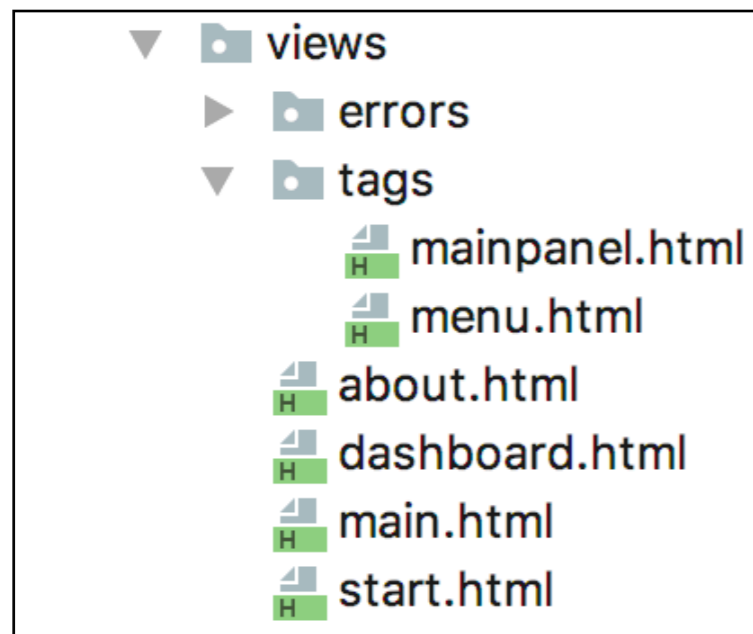 views
errors
tags
H mainpanel.html
H menu.html
H about.html
H dashboard.html
H main.html
H start.html